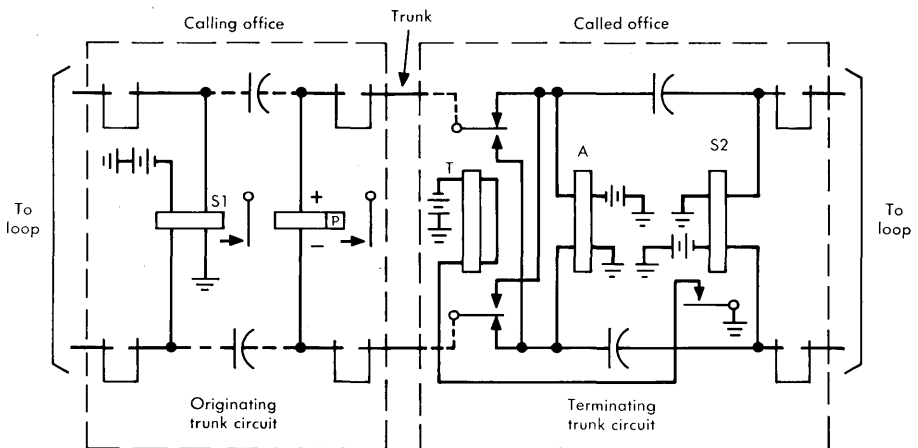 Calling office
Trunk
Called office
To
loop
S1
+
P
−
T
A
S2
To
loop
Originating
trunk circuit
Terminating
trunk circuit